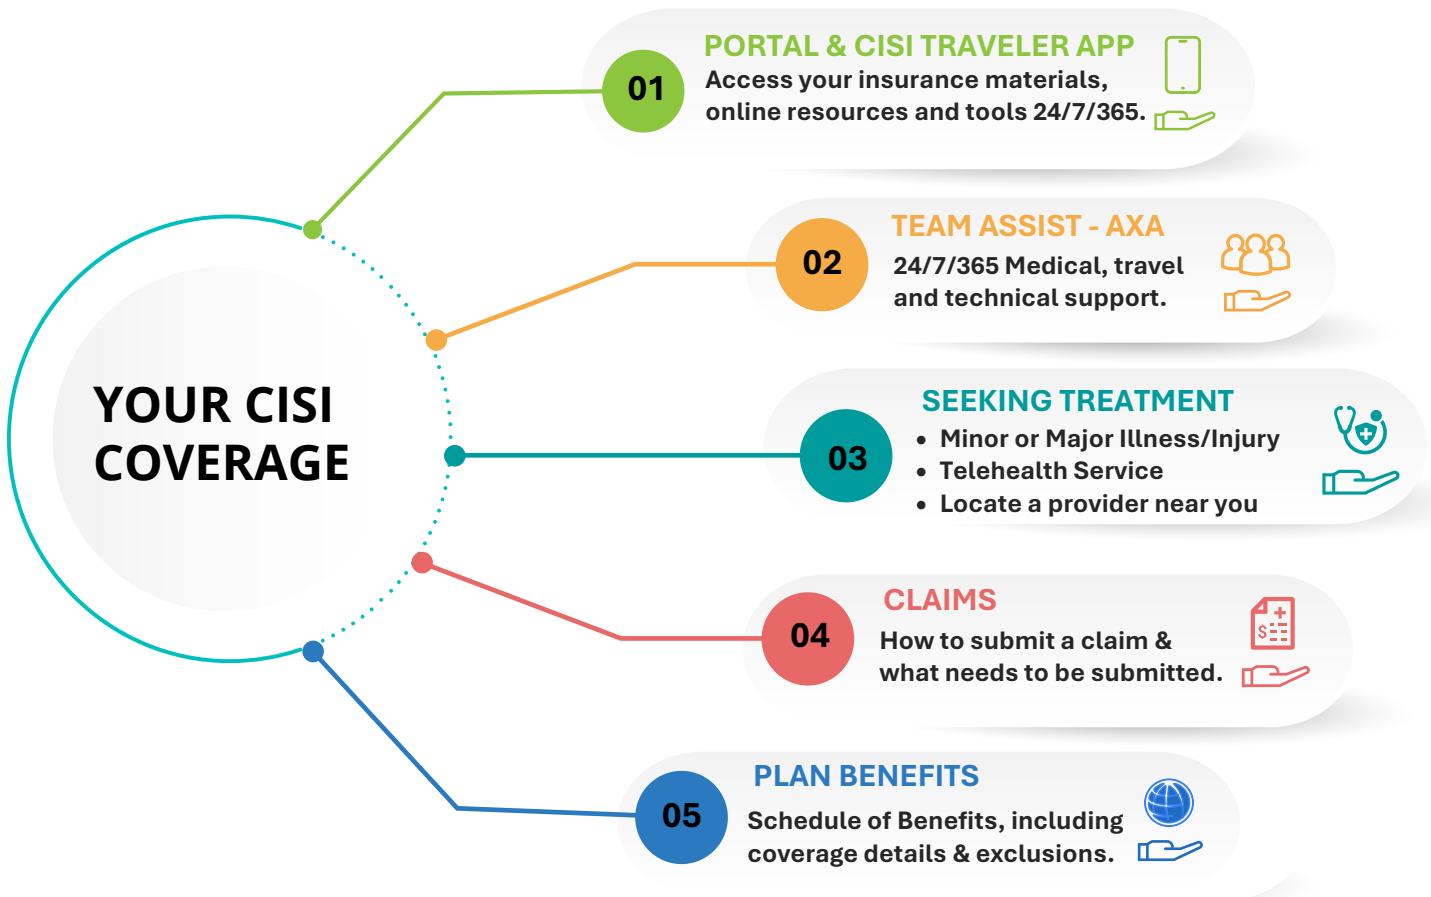 YOUR CISI
COVERAGE
01
PORTAL & CISI TRAVELER APP
Access your insurance materials,
online resources and tools 24/7/365.
02
TEAM ASSIST - AXA
24/7/365 Medical, travel
and technical support.
03
SEEKING TREATMENT
• Minor or Major Illness/Injury
• Telehealth Service
• Locate a provider near you
04
CLAIMS
How to submit a claim &
what needs to be submitted.
$
05
PLAN BENEFITS
Schedule of Benefits, including
coverage details & exclusions.